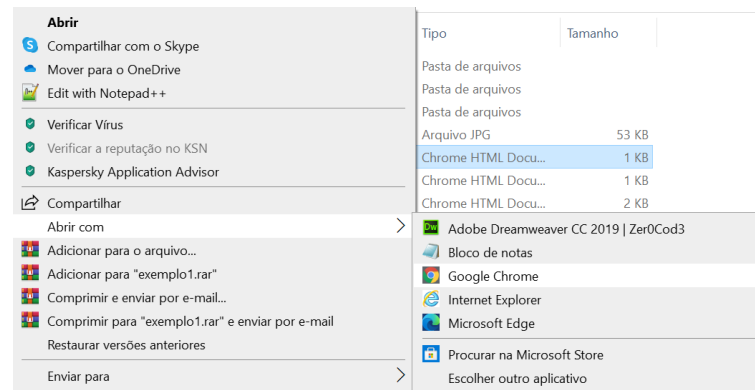 Abrir
Compartilhar com o Skype
Mover para o OneDrive
Edit with Notepad++
Verificar Vírus
Verificar a reputação no KSN
Kaspersky Application Advisor
Compartilhar
Abrir com
Adicionar para o arquivo...
Adicionar para "exemplo1.rar"
Comprimir e enviar por e-mail...
Comprimir para "exemplo1.rar" e enviar por e-mail
Restaurar versões anteriores
Enviar para
Tipo Tamanho
Pasta de arquivos
Pasta de arquivos
Pasta de arquivos
Arquivo JPG 53 KB
Chrome HTML Docu... 1 KB
Chrome HTML Docu... 1 KB
Chrome HTML Docu... 2 KB
Dw Adobe Dreamweaver CC 2019 | Zer0Cod3
Bloco de notas
Google Chrome
Internet Explorer
Microsoft Edge
Procurar na Microsoft Store
Escolher outro aplicativo